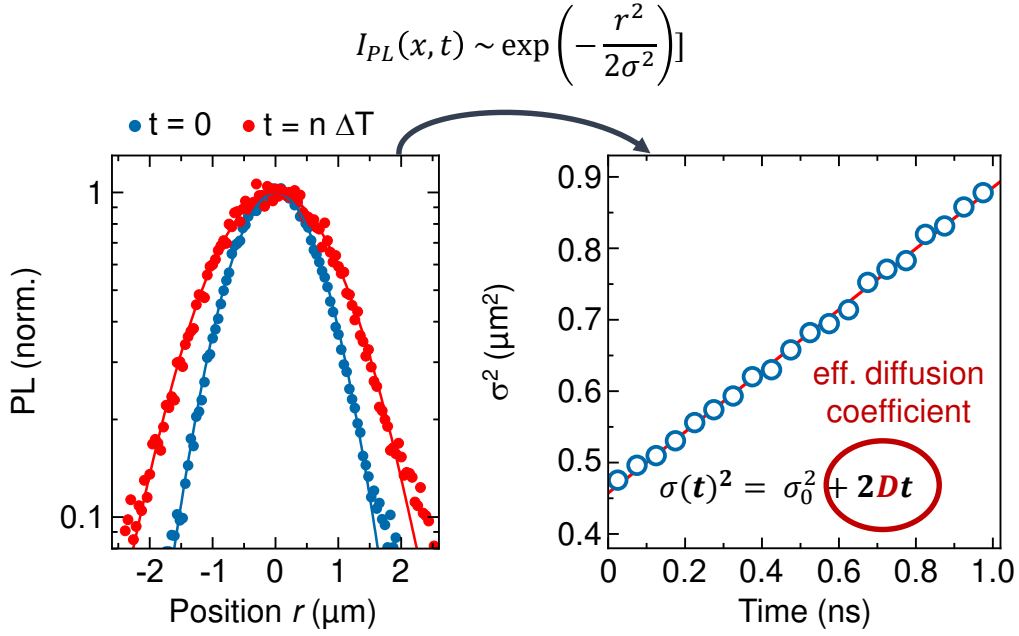 I_PL(x, t) ~ exp(−r²/2σ²)]
t = 0 t = n ΔT
1
0.1
PL (norm.)
-2 -1 0 1 2
Position r (μm)
0.9
0.8
0.7
0.6
0.5
0.4
σ² (μm²)
eff. diffusion
coefficient
σ(t)² = σ₀² + 2Dt
0 0.2 0.4 0.6 0.8 1.0
Time (ns)